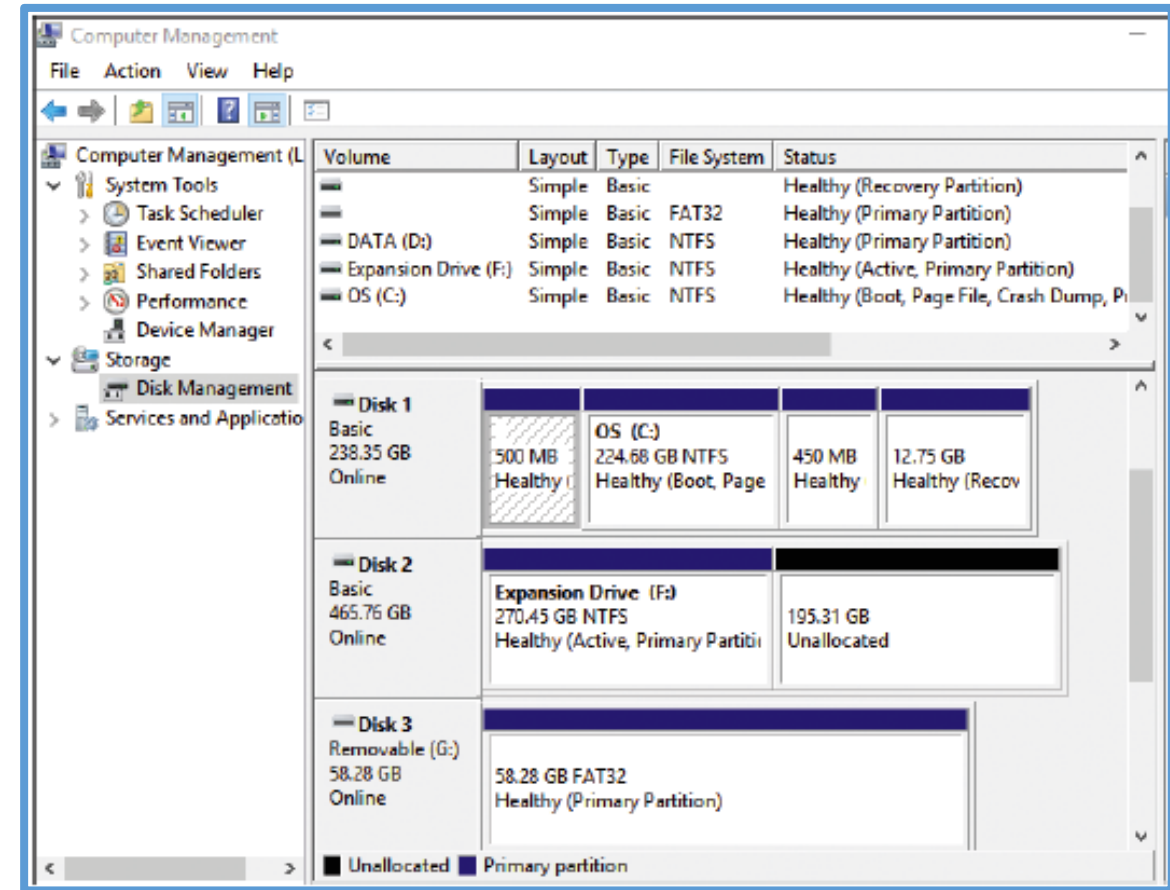 Computer Management
File Action View Help
Computer Management (L
System Tools
Task Scheduler
Event Viewer
Shared Folders
Performance
Device Manager
Storage
Disk Management
Services and Applicatio
Volume Layout Type File System Status
Simple Basic Healthy (Recovery Partition)
Simple Basic FAT32 Healthy (Primary Partition)
DATA (D:) Simple Basic NTFS Healthy (Primary Partition)
Expansion Drive (F:) Simple Basic NTFS Healthy (Active, Primary Partition)
OS (C:) Simple Basic NTFS Healthy (Boot, Page File, Crash Dump, P
Disk 1
Basic
238.35 GB
Online
500 MB
Healthy (
OS (C:)
224.68 GB NTFS
Healthy (Boot, Page
450 MB
Healthy
12.75 GB
Healthy (Recov
Disk 2
Basic
465.76 GB
Online
Expansion Drive (F:)
270.45 GB NTFS
Healthy (Active, Primary Partitio
195.31 GB
Unallocated
Disk 3
Removable (G:)
58.28 GB
Online
58.28 GB FAT32
Healthy (Primary Partition)
Unallocated Primary partition